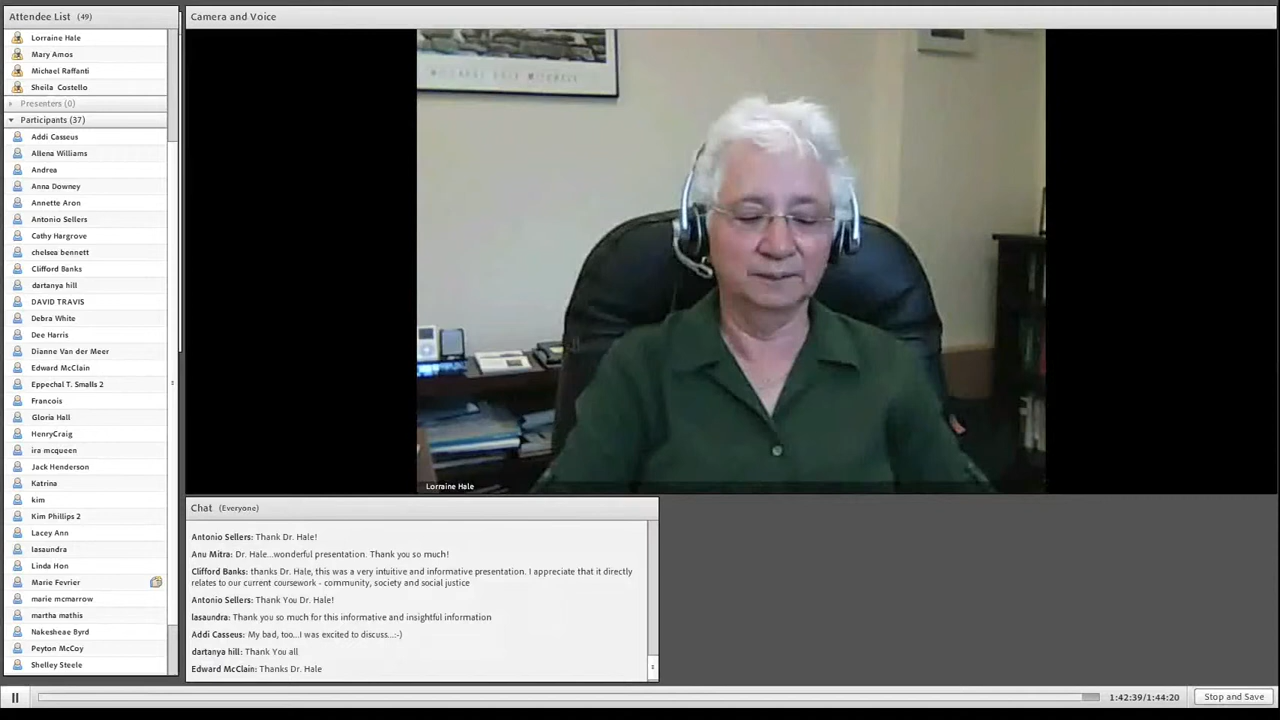 Attendee List (49)
Lorraine Hale
Mary Amos
Michael Raffanti
Sheila Costello
Presenters (0)
Participants (37)
Addi Casseus
Allena Williams
Andrea
Anna Downey
Annette Aron
Antonio Sellers
Cathy Hargrove
chelsea bennett
Clifford Banks
dartanya hill
DAVID TRAVIS
Debra White
Dee Harris
Dianne Van der Meer
Edward McClain
Eppechal T. Smalls 2
Francois
Gloria Hall
HenryCraig
ira mcqueen
Jack Henderson
Katrina
kim
Kim Phillips 2
Lacey Ann
lasaundra
Linda Hon
Marie Fevrier
marie mcmarrow
martha mathis
Nakesheae Byrd
Peyton McCoy
Shelley Steele
Camera and Voice
Lorraine Hale
Chat (Everyone)
Antonio Sellers: Thank Dr. Hale!
Anu Mitra: Dr. Hale...wonderful presentation. Thank you so much!
Clifford Banks: thanks Dr. Hale, this was a very intuitive and informative presentation. I appreciate that it directly
relates to our current coursework - community, society and social justice
Antonio Sellers: Thank You Dr. Hale!
lasaundra: Thank you so much for this informative and insightful information
Addi Casseus: My bad, too...I was excited to discuss...:-)
dartanya hill: Thank You all
Edward McClain: Thanks Dr. Hale
1:42:39/1:44:20
Stop and Save